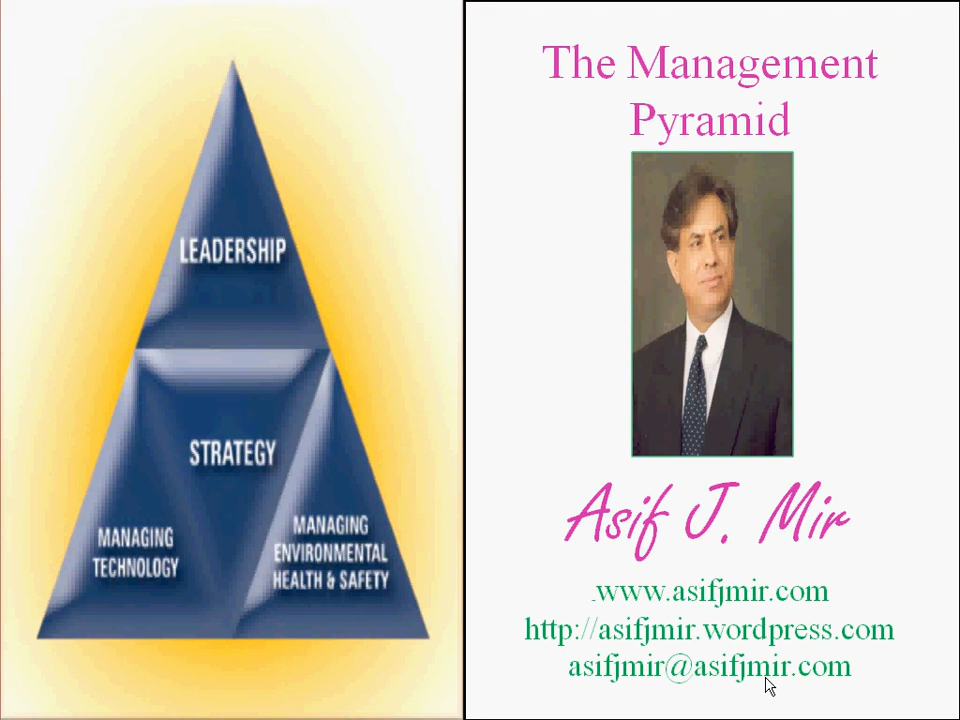 LEADERSHIP
STRATEGY
MANAGING
TECHNOLOGY
MANAGING
ENVIRONMENTAL
HEALTH & SAFETY
The Management
Pyramid
Asif J. Mir
www.asifjmir.com
http://asifjmir.wordpress.com
asifjmir@asifjmir.com